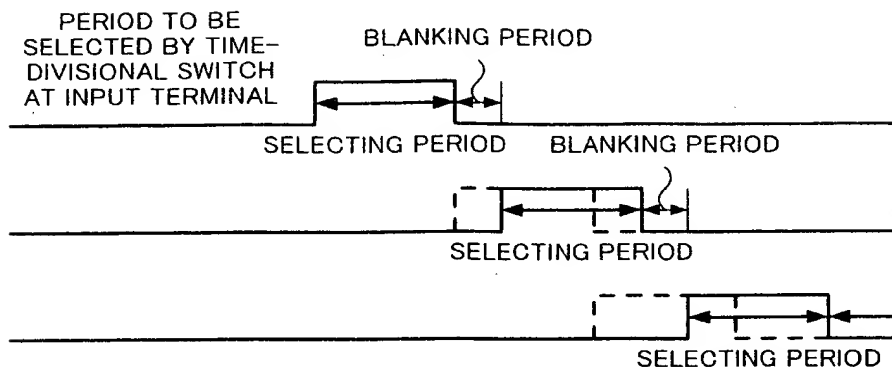 PERIOD TO BE
SELECTED BY TIME-
DIVISIONAL SWITCH
AT INPUT TERMINAL
BLANKING PERIOD
SELECTING PERIOD
BLANKING PERIOD
SELECTING PERIOD
SELECTING PERIOD